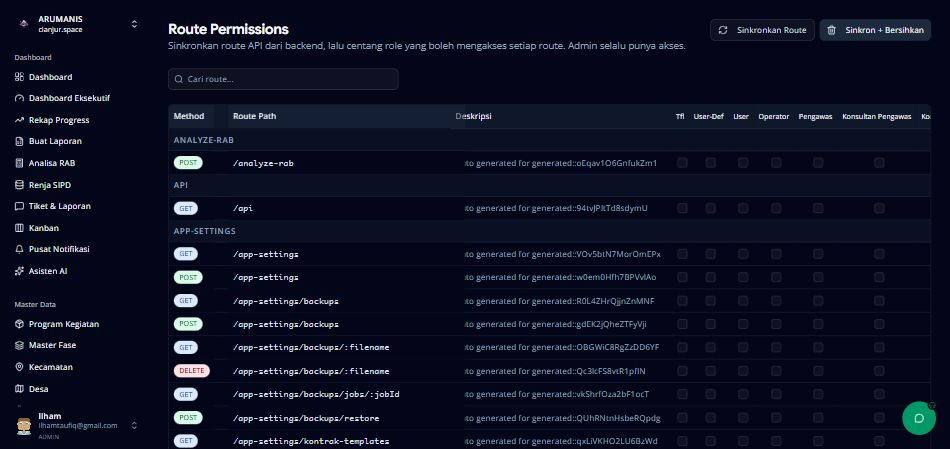 ARUMANIS
cianjur.space
Dashboard
Dashboard
Dashboard Eksekutif
Rekap Progress
Buat Laporan
Analisa RAB
Renja SIPD
Tiket & Laporan
Kanban
Pusat Notifikasi
Asisten AI
Master Data
Program Kegiatan
Master Fase
Kecamatan
Desa
Ilham
ilhamtaufiq@gmail.com
ADMIN
Route Permissions
Sinkronkan route API dari backend, lalu centang role yang boleh mengakses setiap route. Admin selalu punya akses.
Sinkronkan Route
Sinkron + Bersihkan
Cari route...
Method Route Path Deskripsi Tfl User-Def User Operator Pengawas Konsultan Pengawas
ANALYZE-RAB
POST /analyze-rab to generated for generated::oEqav1O6GnfukZm1
API
GET /api to generated for generated::94tvJPJtTd8sdymU
APP-SETTINGS
GET /app-settings to generated for generated::VOv5btN7MorOmEPx
POST /app-settings to generated for generated::w0em0Hfh7BPVvlAo
GET /app-settings/backups to generated for generated::R0L4ZHrQjjnZnMNF
POST /app-settings/backups to generated for generated::gdEK2jQheZTFyVji
GET /app-settings/backups/:filename to generated for generated::OBGWiC8RgZzDD6YF
DELETE /app-settings/backups/:filename to generated for generated::Qc3lcFS8vtR1pfIN
GET /app-settings/backups/jobs/:jobId to generated for generated::vkShrfOza2bF1ocT
POST /app-settings/backups/restore to generated for generated::QUhRNtnHsbeRQpdg
GET /app-settings/kontrak-templates to generated for generated::qxLiVKHO2LU6BzWd